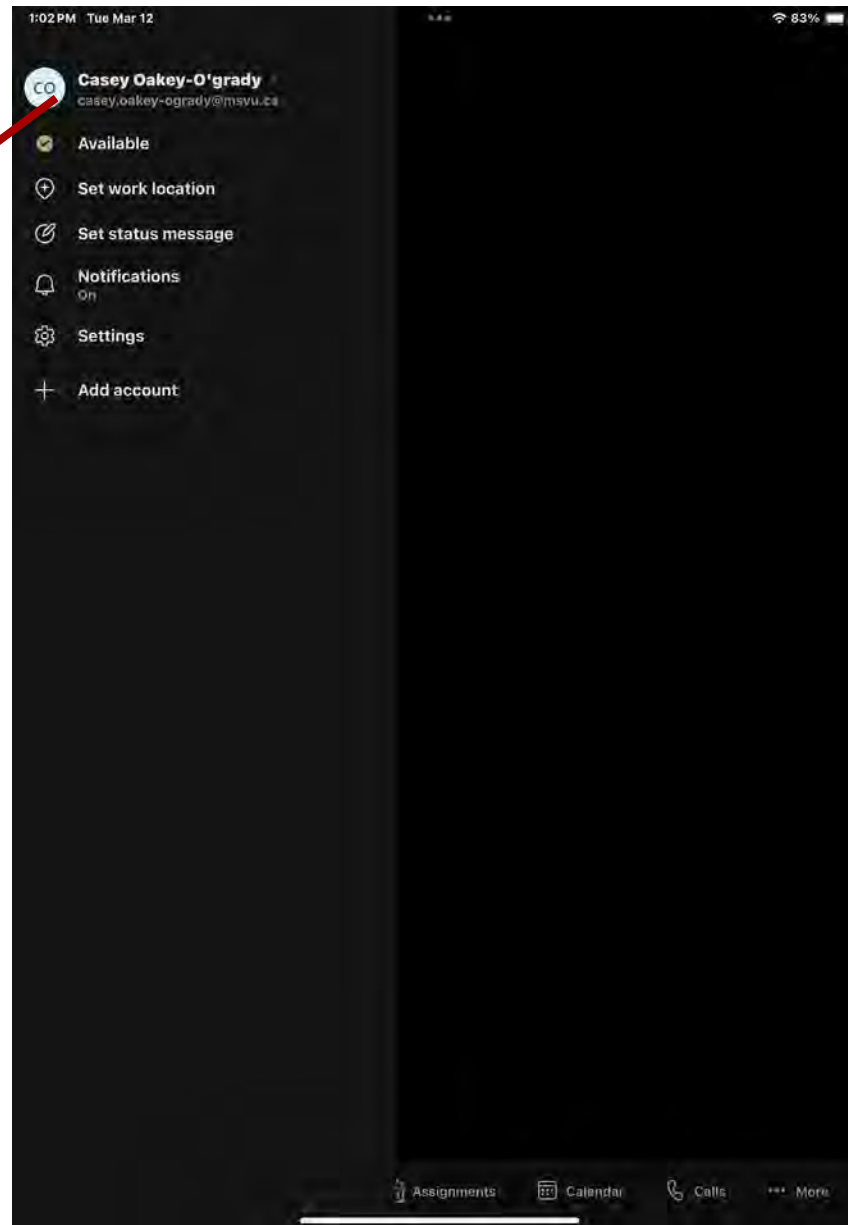 1:02 PM Tue Mar 12
83%
CO
Casey Oakey-O'grady
casey.oakey-ogrady@msvu.ca
Available
Set work location
Set status message
Notifications
On
Settings
Add account
Assignments
Calendar
Calls
More